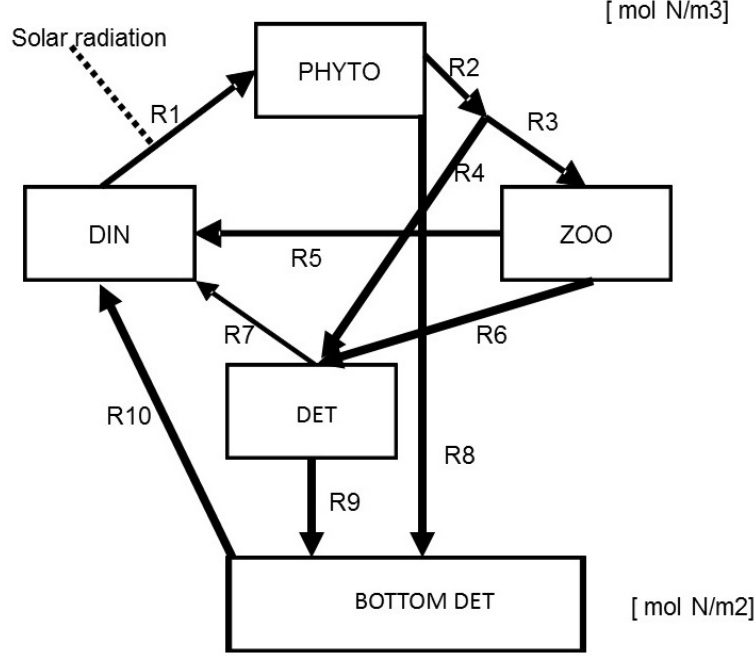 [ mol N/m3]
Solar radiation
PHYTO
R2
R1
R3
R4
DIN
ZOO
R5
R7
R6
DET
R10
R8
R9
BOTTOM DET
[ mol N/m2]